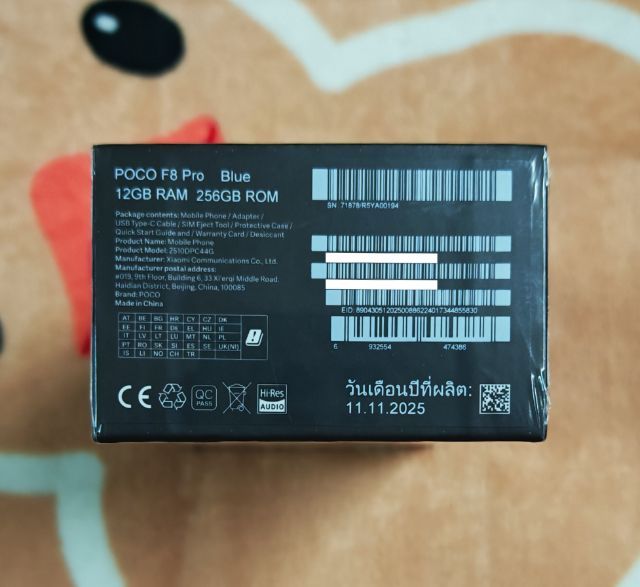 POCO F8 Pro Blue
12GB RAM 256GB ROM
Package contents: Mobile Phone / Adapter /
USB Type-C Cable / SIM Eject Tool / Protective Case /
Quick Start Guide / and Warranty Card / Desiccant
Product Name: Mobile Phone
Product Model: 2510DPC44G
Manufacturer: Xiaomi Communications Co., Ltd.
Manufacturer postal address:
#019, 9th Floor, Building 6, 33 Xi'erqi Middle Road,
Haidian District, Beijing, China, 100085
Brand: POCO
Made in China
AT BE BG HR CY CZ DK
EE FI FR DE EL HU IE
IT LV LT LU MT NL PL
PT RO SK SI ES SE UK(NI)
IS LI NO CH TR
CE
QC
PASS
Hi-Res
AUDIO
SN: 71878/R5YA00194
EID: 89043051202500886224017344855830
6 932554 474386
วันเดือนปีที่ผลิต:
11.11.2025